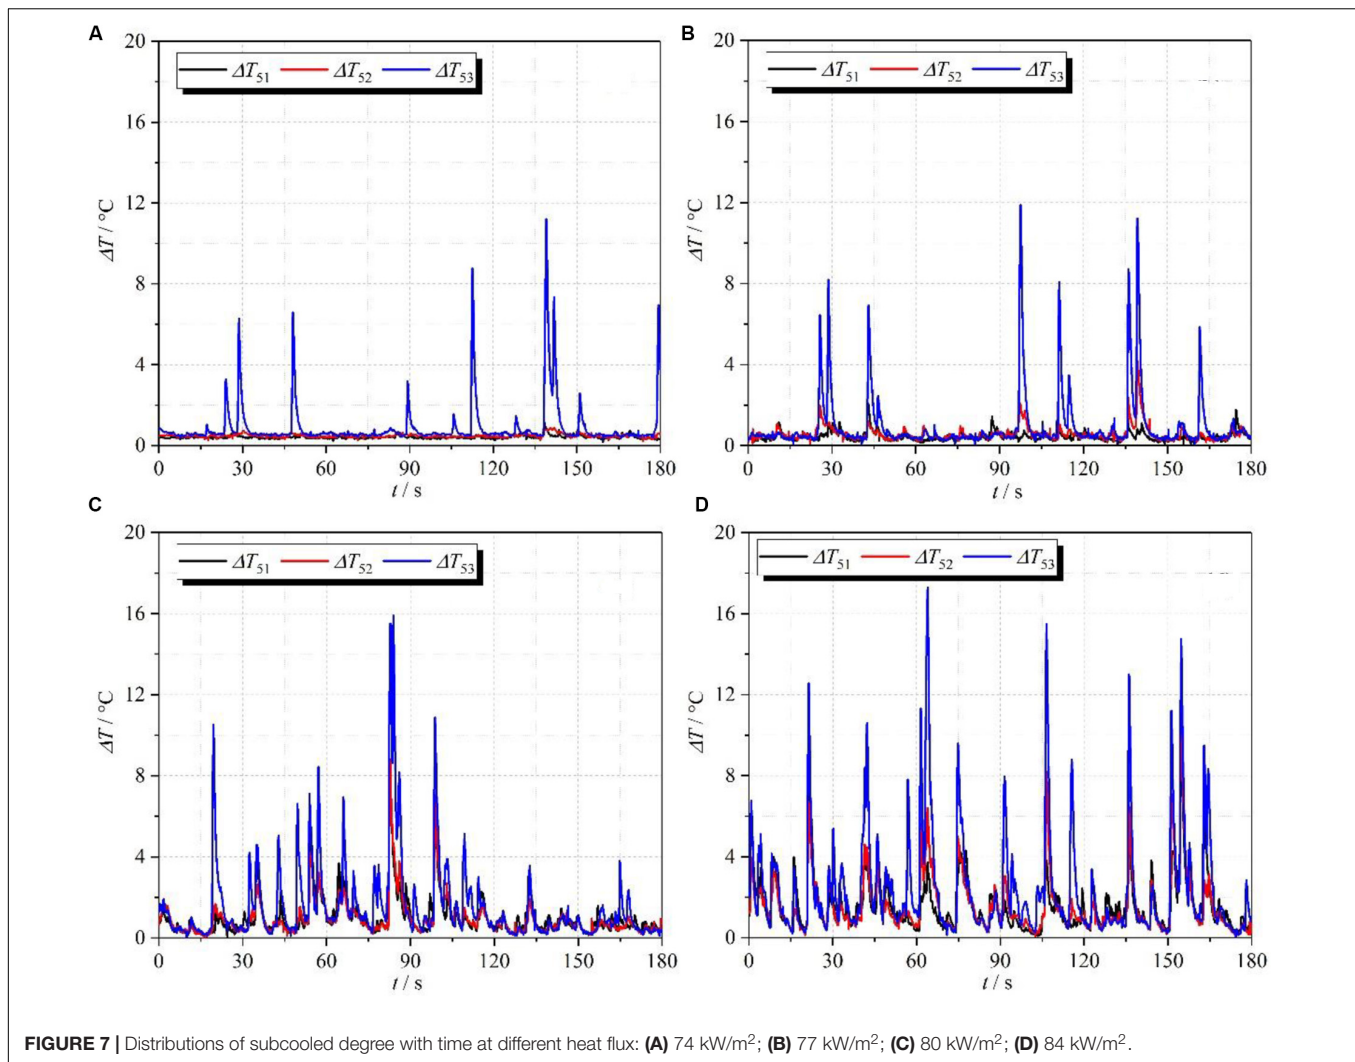 A
20
16
12
8
4
0
ΔT / °C
ΔT51
ΔT52
ΔT53
0 30 60 90 120 150 180
t / s
B
20
16
12
8
4
0
ΔT / °C
ΔT51
ΔT52
ΔT53
0 30 60 90 120 150 180
t / s
C
20
16
12
8
4
0
ΔT / °C
ΔT51
ΔT52
ΔT53
0 30 60 90 120 150 180
t / s
D
20
16
12
8
4
0
ΔT / °C
ΔT51
ΔT52
ΔT53
0 30 60 90 120 150 180
t / s
FIGURE 7 | Distributions of subcooled degree with time at different heat flux: (A) 74 kW/m²; (B) 77 kW/m²; (C) 80 kW/m²; (D) 84 kW/m².